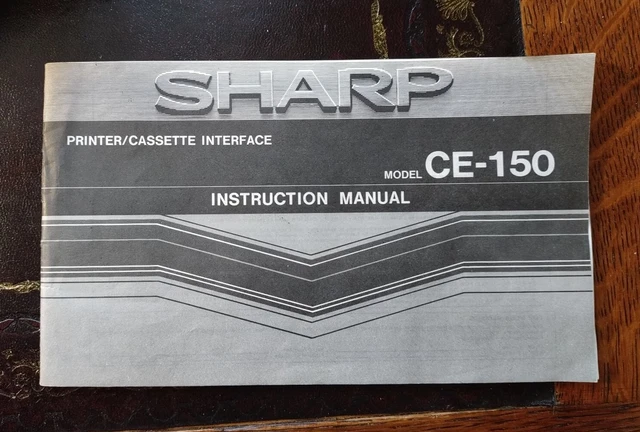 SHARP
PRINTER/CASSETTE INTERFACE
MODEL CE-150
INSTRUCTION MANUAL